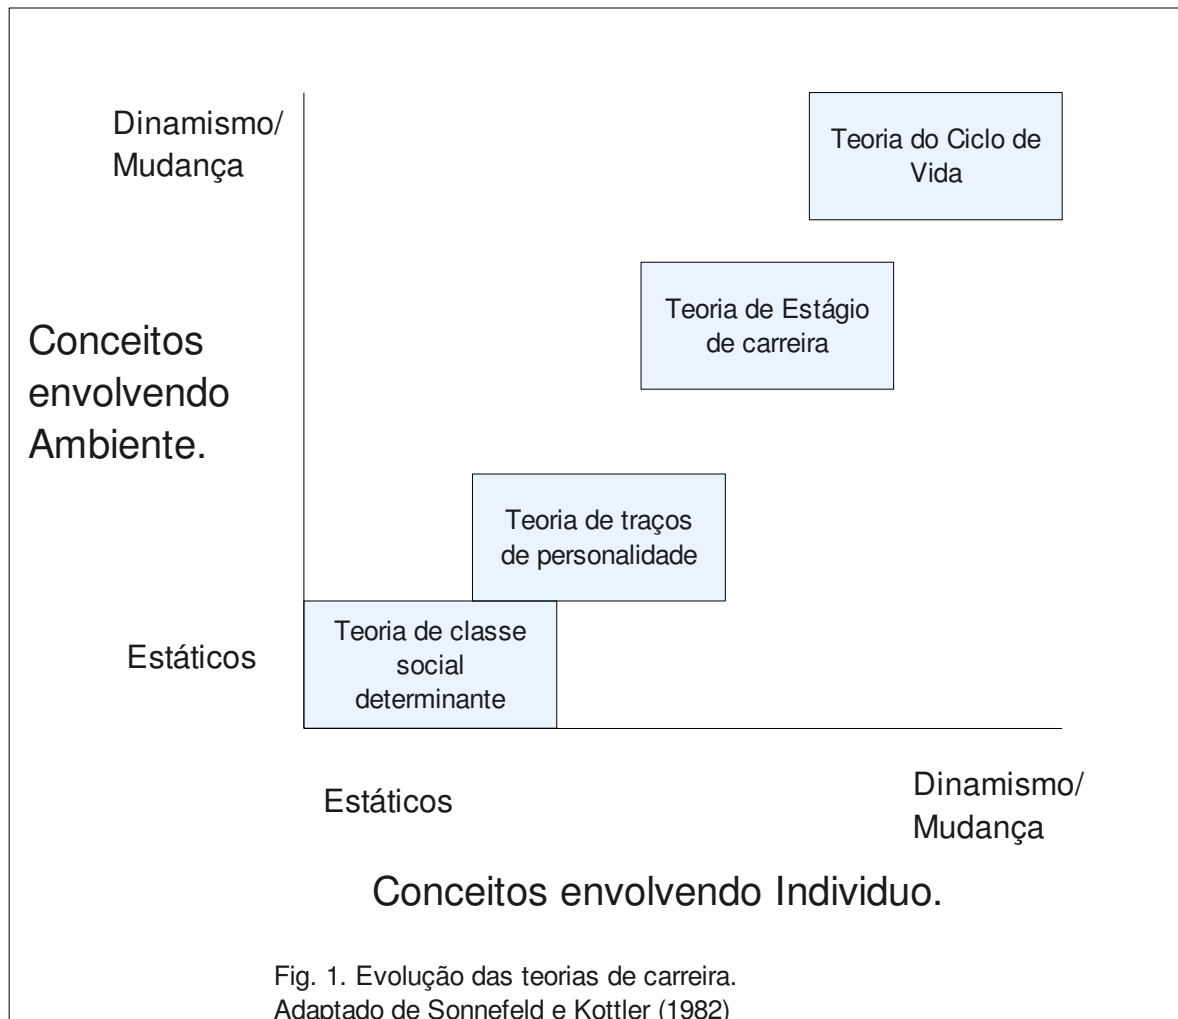 Dinamismo/
Mudança
Teoria do Ciclo de
Vida
Teoria de Estágio
de carreira
Conceitos
envolvendo
Ambiente.
Teoria de traços
de personalidade
Teoria de classe
social
determinante
Estáticos
Estáticos
Dinamismo/
Mudança
Conceitos envolvendo Individuo.
Fig. 1. Evolução das teorias de carreira.
Adaptado de Sonnefeld e Kottler (1982)